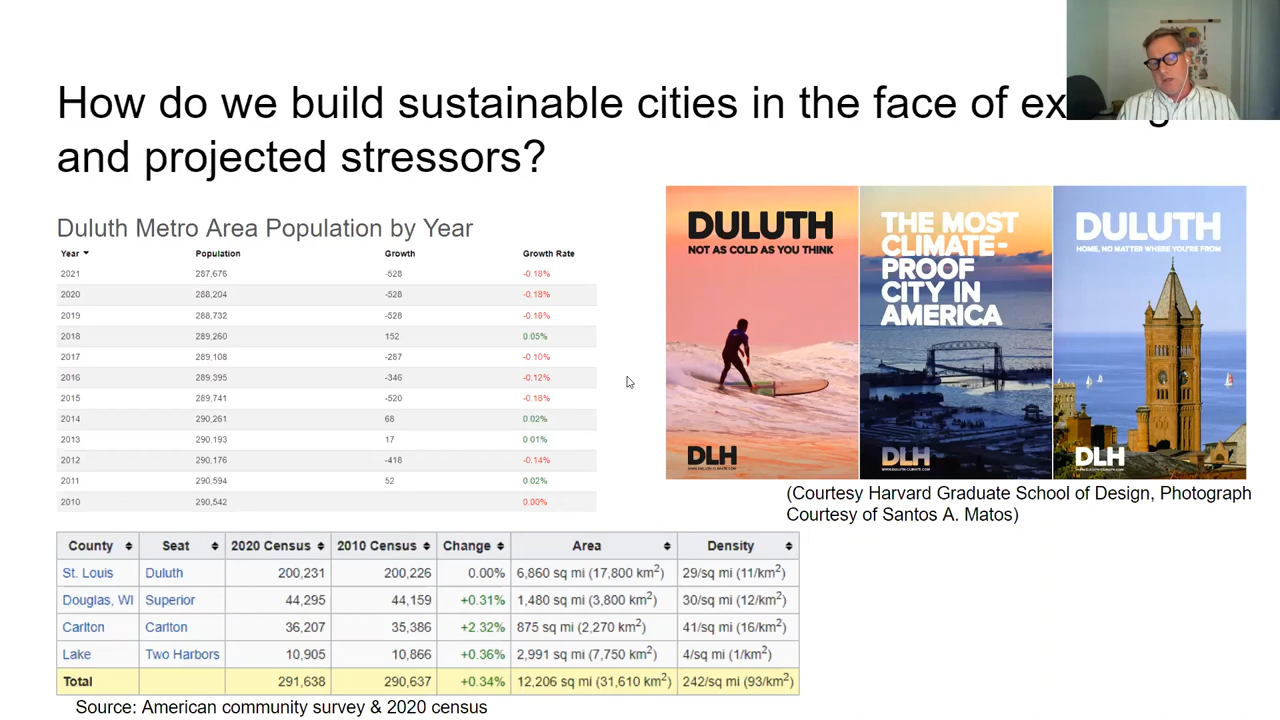 How do we build sustainable cities in the face of
and projected stressors?
Duluth Metro Area Population by Year
Year Population Growth Growth Rate
2021 287,676 -528 -0.18%
2020 288,204 -528 -0.18%
2019 288,732 -528 -0.18%
2018 289,260 152 0.05%
2017 289,108 -287 -0.10%
2016 289,395 -346 -0.12%
2015 289,741 -520 -0.18%
2014 290,261 68 0.02%
2013 290,193 17 0.01%
2012 290,176 -418 -0.14%
2011 290,594 52 0.02%
2010 290,542 0.00%
DULUTH
NOT AS COLD AS YOU THINK
DLH
WWW.DULUTH-CLIMATE.COM
THE MOST
CLIMATE-
PROOF
CITY IN
AMERICA
DLH
WWW.DULUTH-CLIMATE.COM
DULUTH
HOME, NO MATTER WHERE YOU'RE FROM
DLH
WWW.DULUTH-CLIMATE.COM
(Courtesy Harvard Graduate School of Design, Photograph
Courtesy of Santos A. Matos)
County Seat 2020 Census 2010 Census Change Area Density
St. Louis Duluth 200,231 200,226 0.00% 6,860 sq mi (17,800 km²) 29/sq mi (11/km²)
Douglas, WI Superior 44,295 44,159 +0.31% 1,480 sq mi (3,800 km²) 30/sq mi (12/km²)
Carlton Carlton 36,207 35,386 +2.32% 875 sq mi (2,270 km²) 41/sq mi (16/km²)
Lake Two Harbors 10,905 10,866 +0.36% 2,991 sq mi (7,750 km²) 4/sq mi (1/km²)
Total 291,638 290,637 +0.34% 12,206 sq mi (31,610 km²) 242/sq mi (93/km²)
Source: American community survey & 2020 census